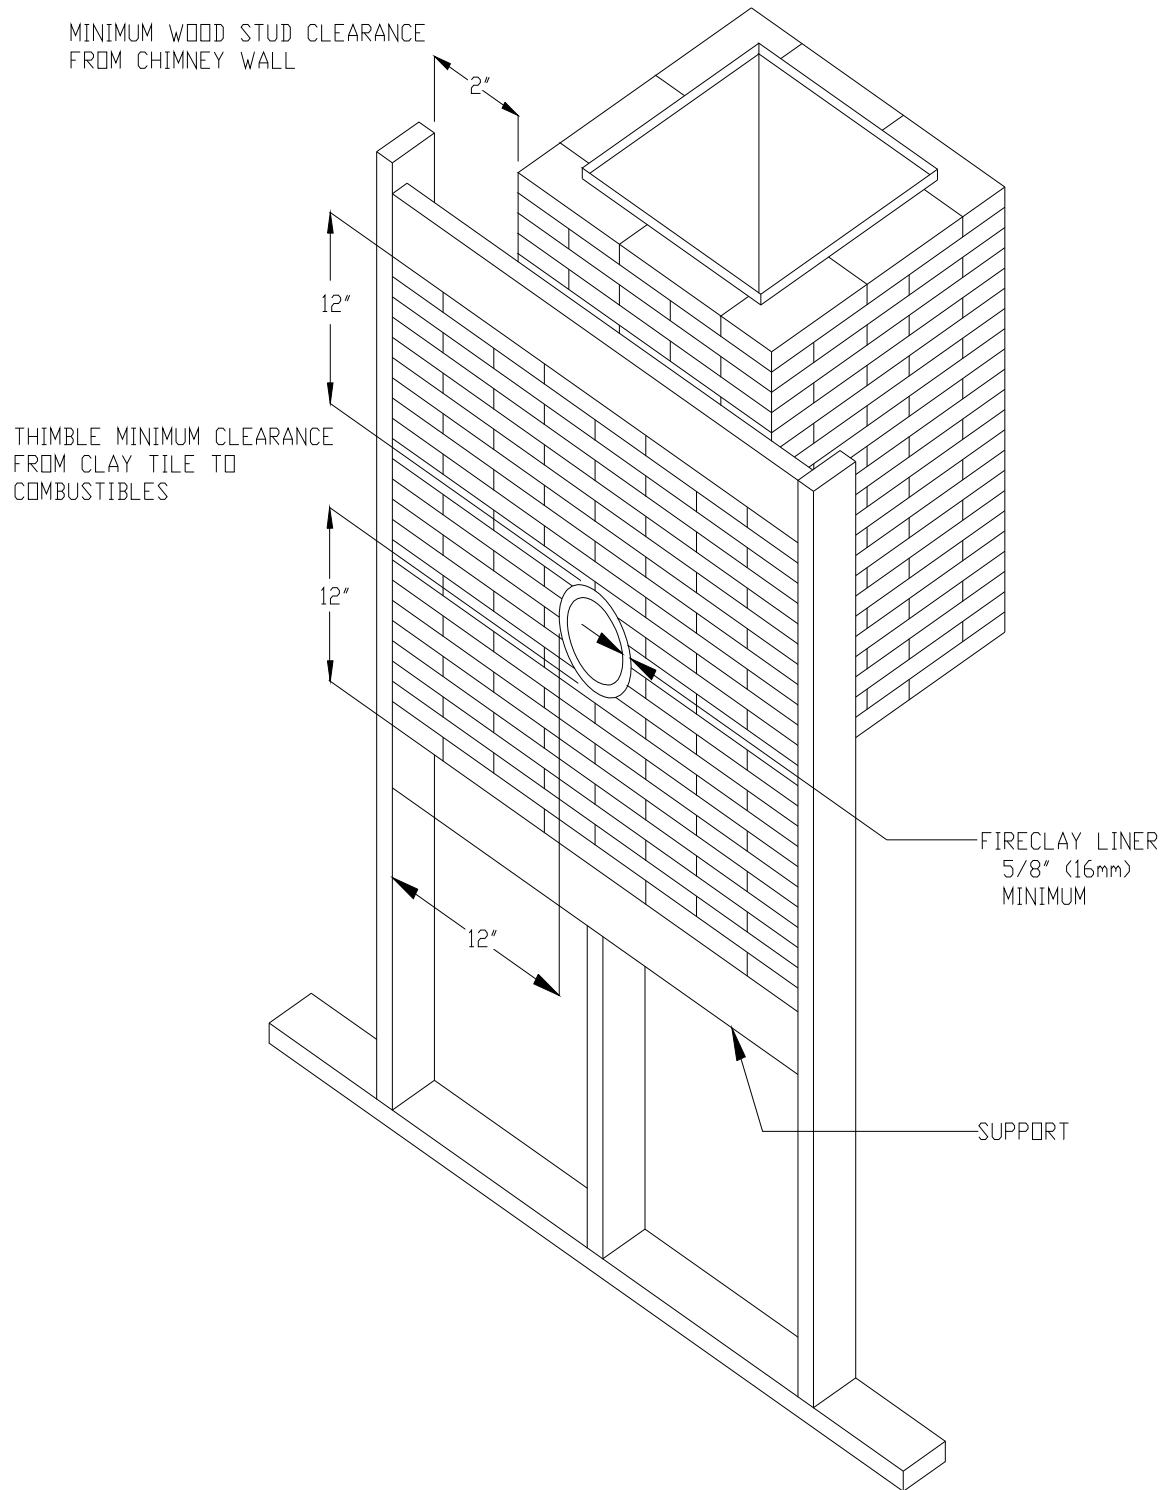 MINIMUM WOOD STUD CLEARANCE
FROM CHIMNEY WALL
2"
12"
THIMBLE MINIMUM CLEARANCE
FROM CLAY TILE TO
COMBUSTIBLES
12"
FIRECLAY LINER
5/8" (16mm)
MINIMUM
12"
SUPPORT